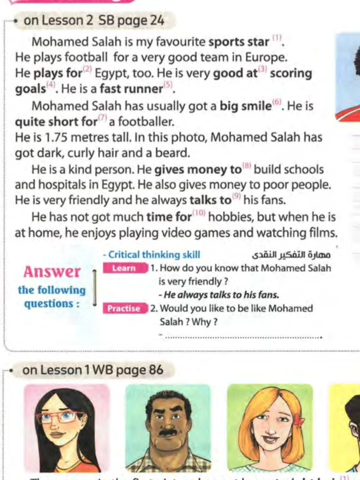 on Lesson 2 SB page 24
Mohamed Salah is my favourite sports star (1).
He plays football for a very good team in Europe.
He plays for(2) Egypt, too. He is very good at(3) scoring
goals(4). He is a fast runner(5).
Mohamed Salah has usually got a big smile(6). He is
quite short for(7) a footballer.
He is 1.75 metres tall. In this photo, Mohamed Salah has
got dark, curly hair and a beard.
He is a kind person. He gives money to(8) build schools
and hospitals in Egypt. He also gives money to poor people.
He is very friendly and he always talks to(9) his fans.
He has not got much time for(10) hobbies, but when he is
at home, he enjoys playing video games and watching films.
Answer
the following
questions :
- Critical thinking skill مهارة التفكير النقدى
Learn 1. How do you know that Mohamed Salah
is very friendly ?
- He always talks to his fans.
Practise 2. Would you like to be like Mohamed
Salah ? Why ?
- ................................................
on Lesson 1 WB page 86